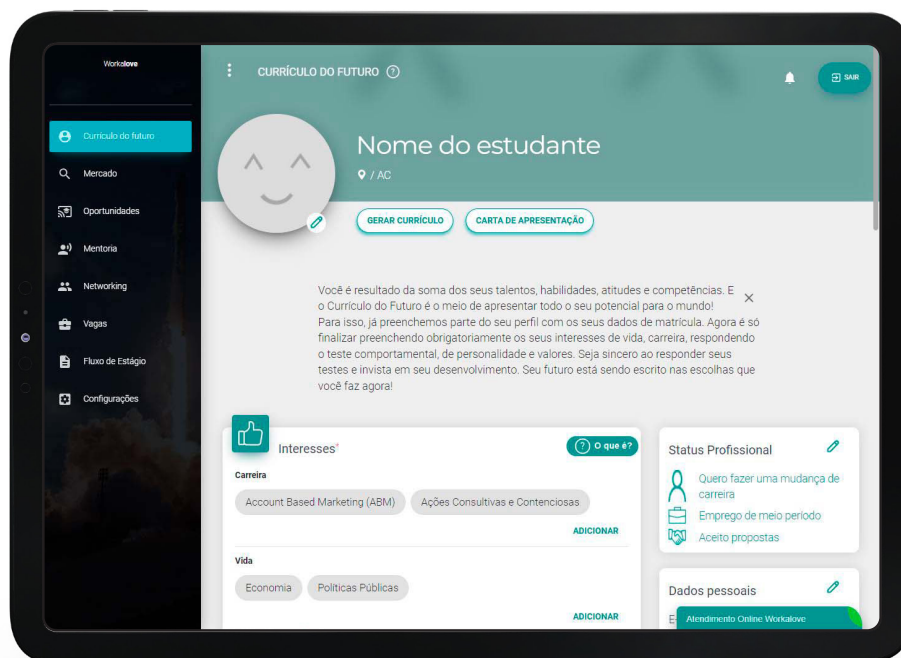 Workalove
Currículo do futuro
Mercado
Oportunidades
Mentoria
Networking
Vagas
Fluxo de Estágio
Configurações
CURRÍCULO DO FUTURO ?
SAIR
Nome do estudante
/ AC
GERAR CURRÍCULO
CARTA DE APRESENTAÇÃO
Você é resultado da soma dos seus talentos, habilidades, atitudes e competências. E
o Currículo do Futuro é o meio de apresentar todo o seu potencial para o mundo!
Para isso, já preenchemos parte do seu perfil com os seus dados de matrícula. Agora é só
finalizar preenchendo obrigatoriamente os seus interesses de vida, carreira, respondendo
o teste comportamental, de personalidade e valores. Seja sincero ao responder seus
testes e invista em seu desenvolvimento. Seu futuro está sendo escrito nas escolhas que
você faz agora!
Interesses*
? O que é?
Carreira
Account Based Marketing (ABM)
Ações Consultivas e Contenciosas
ADICIONAR
Vida
Economia
Políticas Públicas
ADICIONAR
Status Profissional
Quero fazer uma mudança de
carreira
Emprego de meio período
Aceito propostas
Dados pessoais
Atendimento Online Workalove